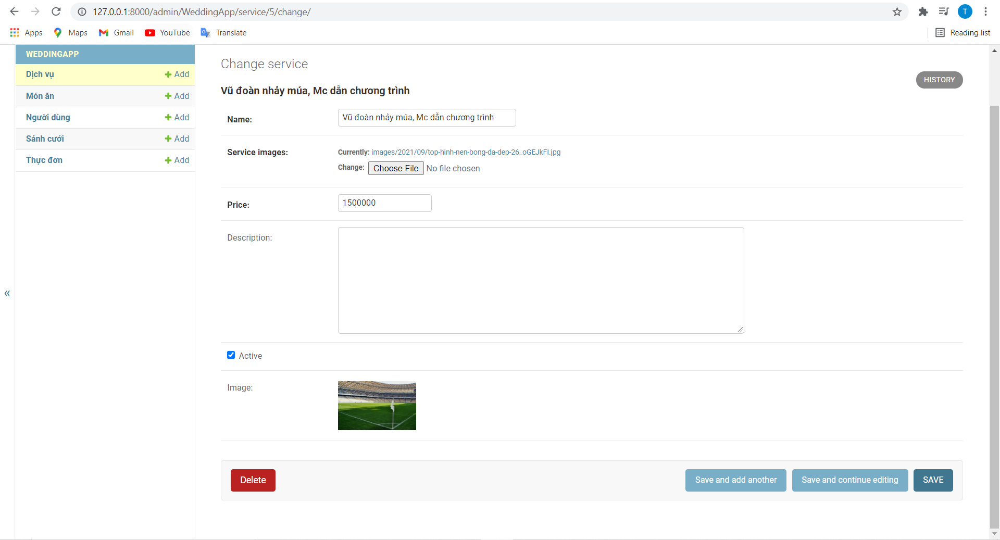 127.0.0.1:8000/admin/WeddingApp/service/5/change/
T
Apps
Maps
Gmail
YouTube
Translate
Reading list
WEDDINGAPP
Dịch vụ
Add
Món ăn
Add
Người dùng
Add
Sảnh cưới
Add
Thực đơn
Add
«
Change service
HISTORY
Vũ đoàn nhảy múa, Mc dẫn chương trình
Name:
Vũ đoàn nhảy múa, Mc dẫn chương trình
Service images:
Currently: images/2021/09/top-hinh-nen-bong-da-dep-26_oGEJkFI.jpg
Change: Choose File No file chosen
Price:
1500000
Description:
Active
Image:
Delete
Save and add another
Save and continue editing
SAVE